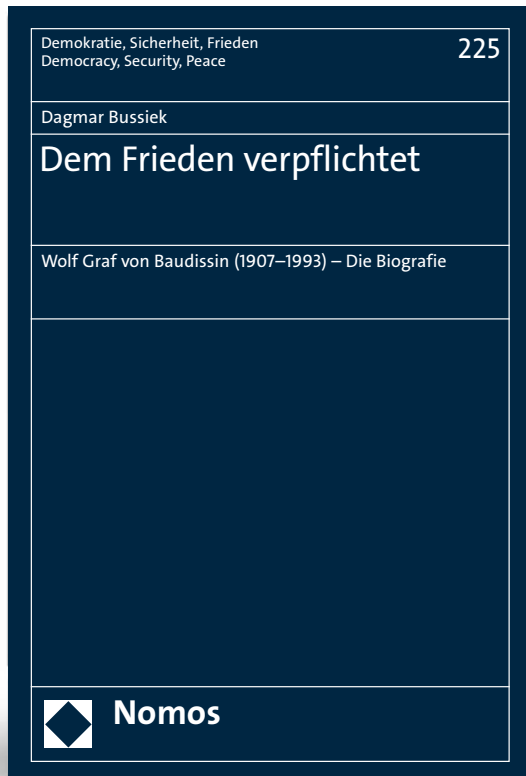 Demokratie, Sicherheit, Frieden
Democracy, Security, Peace
225
Dagmar Bussiek
Dem Frieden verpflichtet
Wolf Graf von Baudissin (1907–1993) – Die Biografie
Nomos